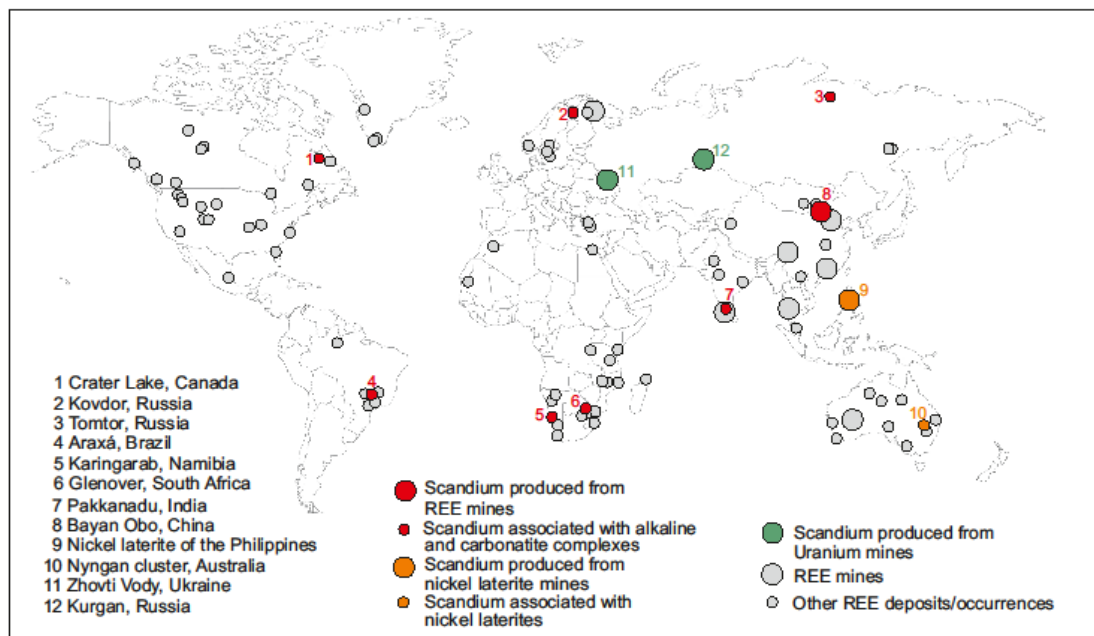 3
2
12
1
11
8
9
7
4
6
5
10
1 Crater Lake, Canada
2 Kovdor, Russia
3 Tomtor, Russia
4 Araxá, Brazil
5 Karingarab, Namibia
6 Glenover, South Africa
7 Pakkanadu, India
8 Bayan Obo, China
9 Nickel laterite of the Philippines
10 Nyngan cluster, Australia
11 Zhovti Vody, Ukraine
12 Kurgan, Russia
Scandium produced from
REE mines
Scandium associated with alkaline
and carbonatite complexes
Scandium produced from
nickel laterite mines
Scandium associated with
nickel laterites
Scandium produced from
Uranium mines
REE mines
Other REE deposits/occurrences